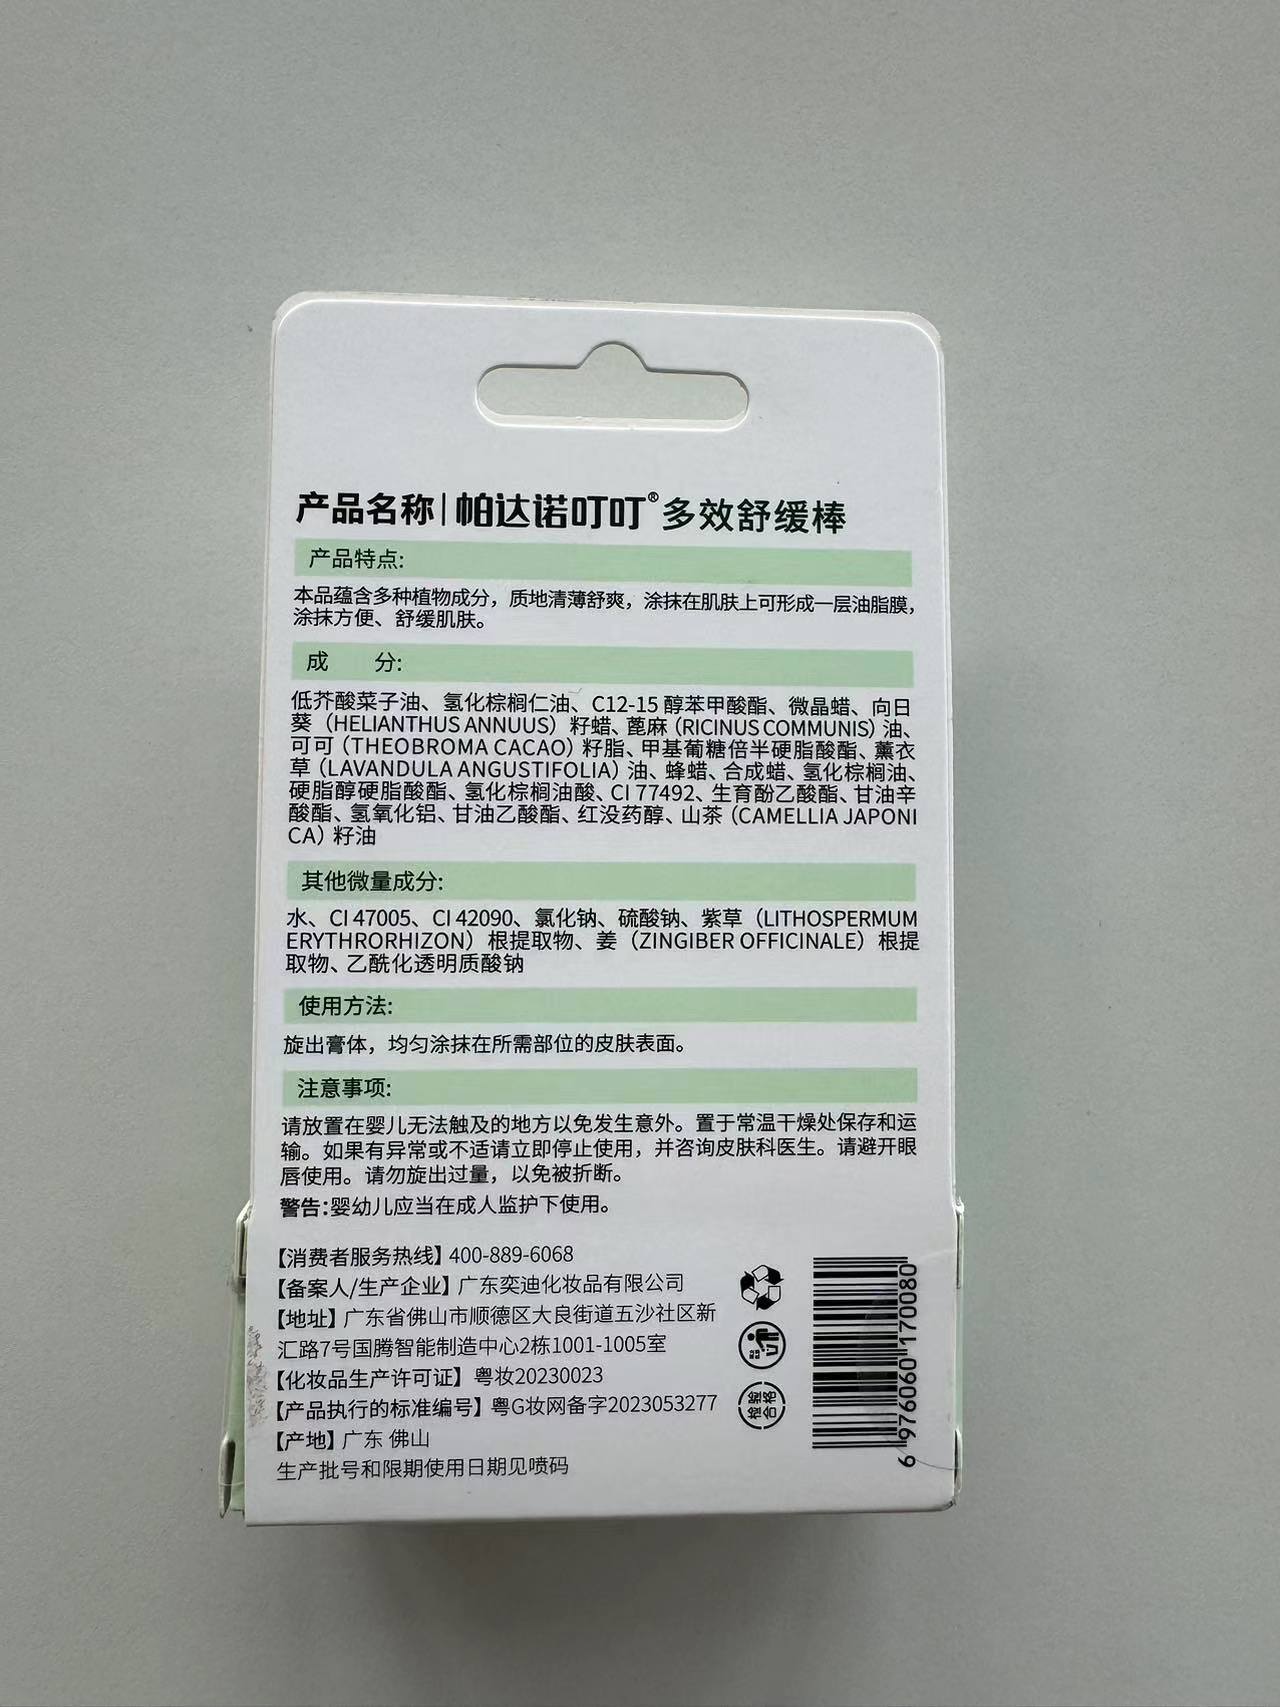 产品名称|帕达诺叮叮®多效舒缓棒
产品特点:
本品蕴含多种植物成分，质地清薄舒爽，涂抹在肌肤上可形成一层油脂膜，
涂抹方便、舒缓肌肤。
成 分:
低芥酸菜子油、氢化棕榈仁油、C12-15 醇苯甲酸酯、微晶蜡、向日
葵（HELIANTHUS ANNUUS）籽蜡、蓖麻（RICINUS COMMUNIS）油、
可可（THEOBROMA CACAO）籽脂、甲基葡糖倍半硬脂酸酯、薰衣
草（LAVANDULA ANGUSTIFOLIA）油、蜂蜡、合成蜡、氢化棕榈油、
硬脂醇硬脂酸酯、氢化棕榈油酸、CI 77492、生育酚乙酸酯、甘油辛
酸酯、氢氧化铝、甘油乙酸酯、红没药醇、山茶（CAMELLIA JAPONI
CA）籽油
其他微量成分:
水、CI 47005、CI 42090、氯化钠、硫酸钠、紫草（LITHOSPERMUM
ERYTHRORHIZON）根提取物、姜（ZINGIBER OFFICINALE）根提
取物、乙酰化透明质酸钠
使用方法:
旋出膏体，均匀涂抹在所需部位的皮肤表面。
注意事项:
请放置在婴儿无法触及的地方以免发生意外。置于常温干燥处保存和运
输。如果有异常或不适请立即停止使用，并咨询皮肤科医生。请避开眼
唇使用。请勿旋出过量，以免被折断。
警告:婴幼儿应当在成人监护下使用。
【消费者服务热线】400-889-6068
【备案人/生产企业】广东奕迪化妆品有限公司
【地址】广东省佛山市顺德区大良街道五沙社区新
汇路7号国腾智能制造中心2栋1001-1005室
【化妆品生产许可证】粤妆20230023
【产品执行的标准编号】粤G妆网备字2023053277
【产地】广东 佛山
生产批号和限期使用日期见喷码
检验
合格
6 976060 170080